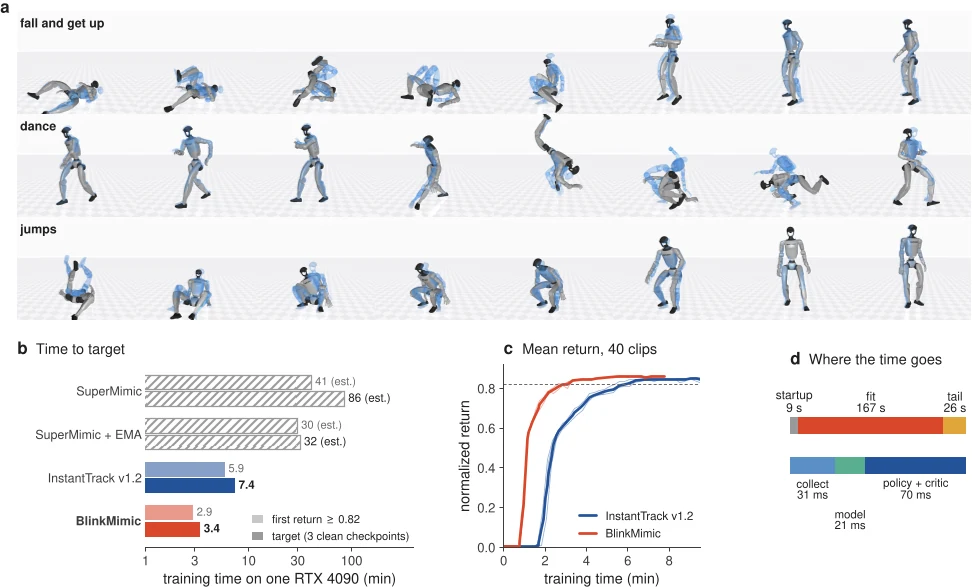 a
fall and get up
dance
jumps
b Time to target
SuperMimic
41 (est.)
86 (est.)
SuperMimic + EMA
30 (est.)
32 (est.)
InstantTrack v1.2
5.9
7.4
BlinkMimic
2.9
3.4
first return ≥ 0.82
target (3 clean checkpoints)
1 3 10 30 100
training time on one RTX 4090 (min)
c Mean return, 40 clips
normalized return
0.8
0.6
0.4
0.2
0.0
InstantTrack v1.2
BlinkMimic
0 2 4 6 8
training time (min)
d Where the time goes
startup fit tail
9 s 167 s 26 s
collect policy + critic
31 ms 70 ms
model
21 ms